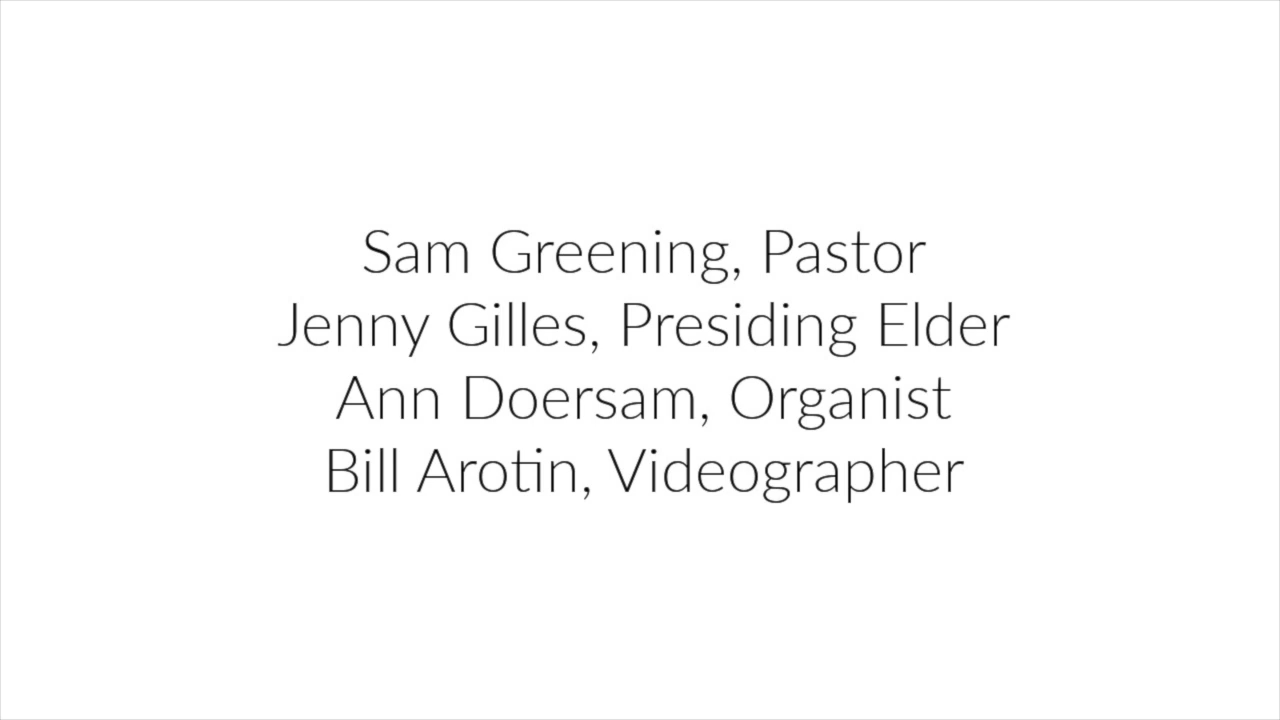 Sam Greening, Pastor
Jenny Gilles, Presiding Elder
Ann Doersam, Organist
Bill Arotin, Videographer